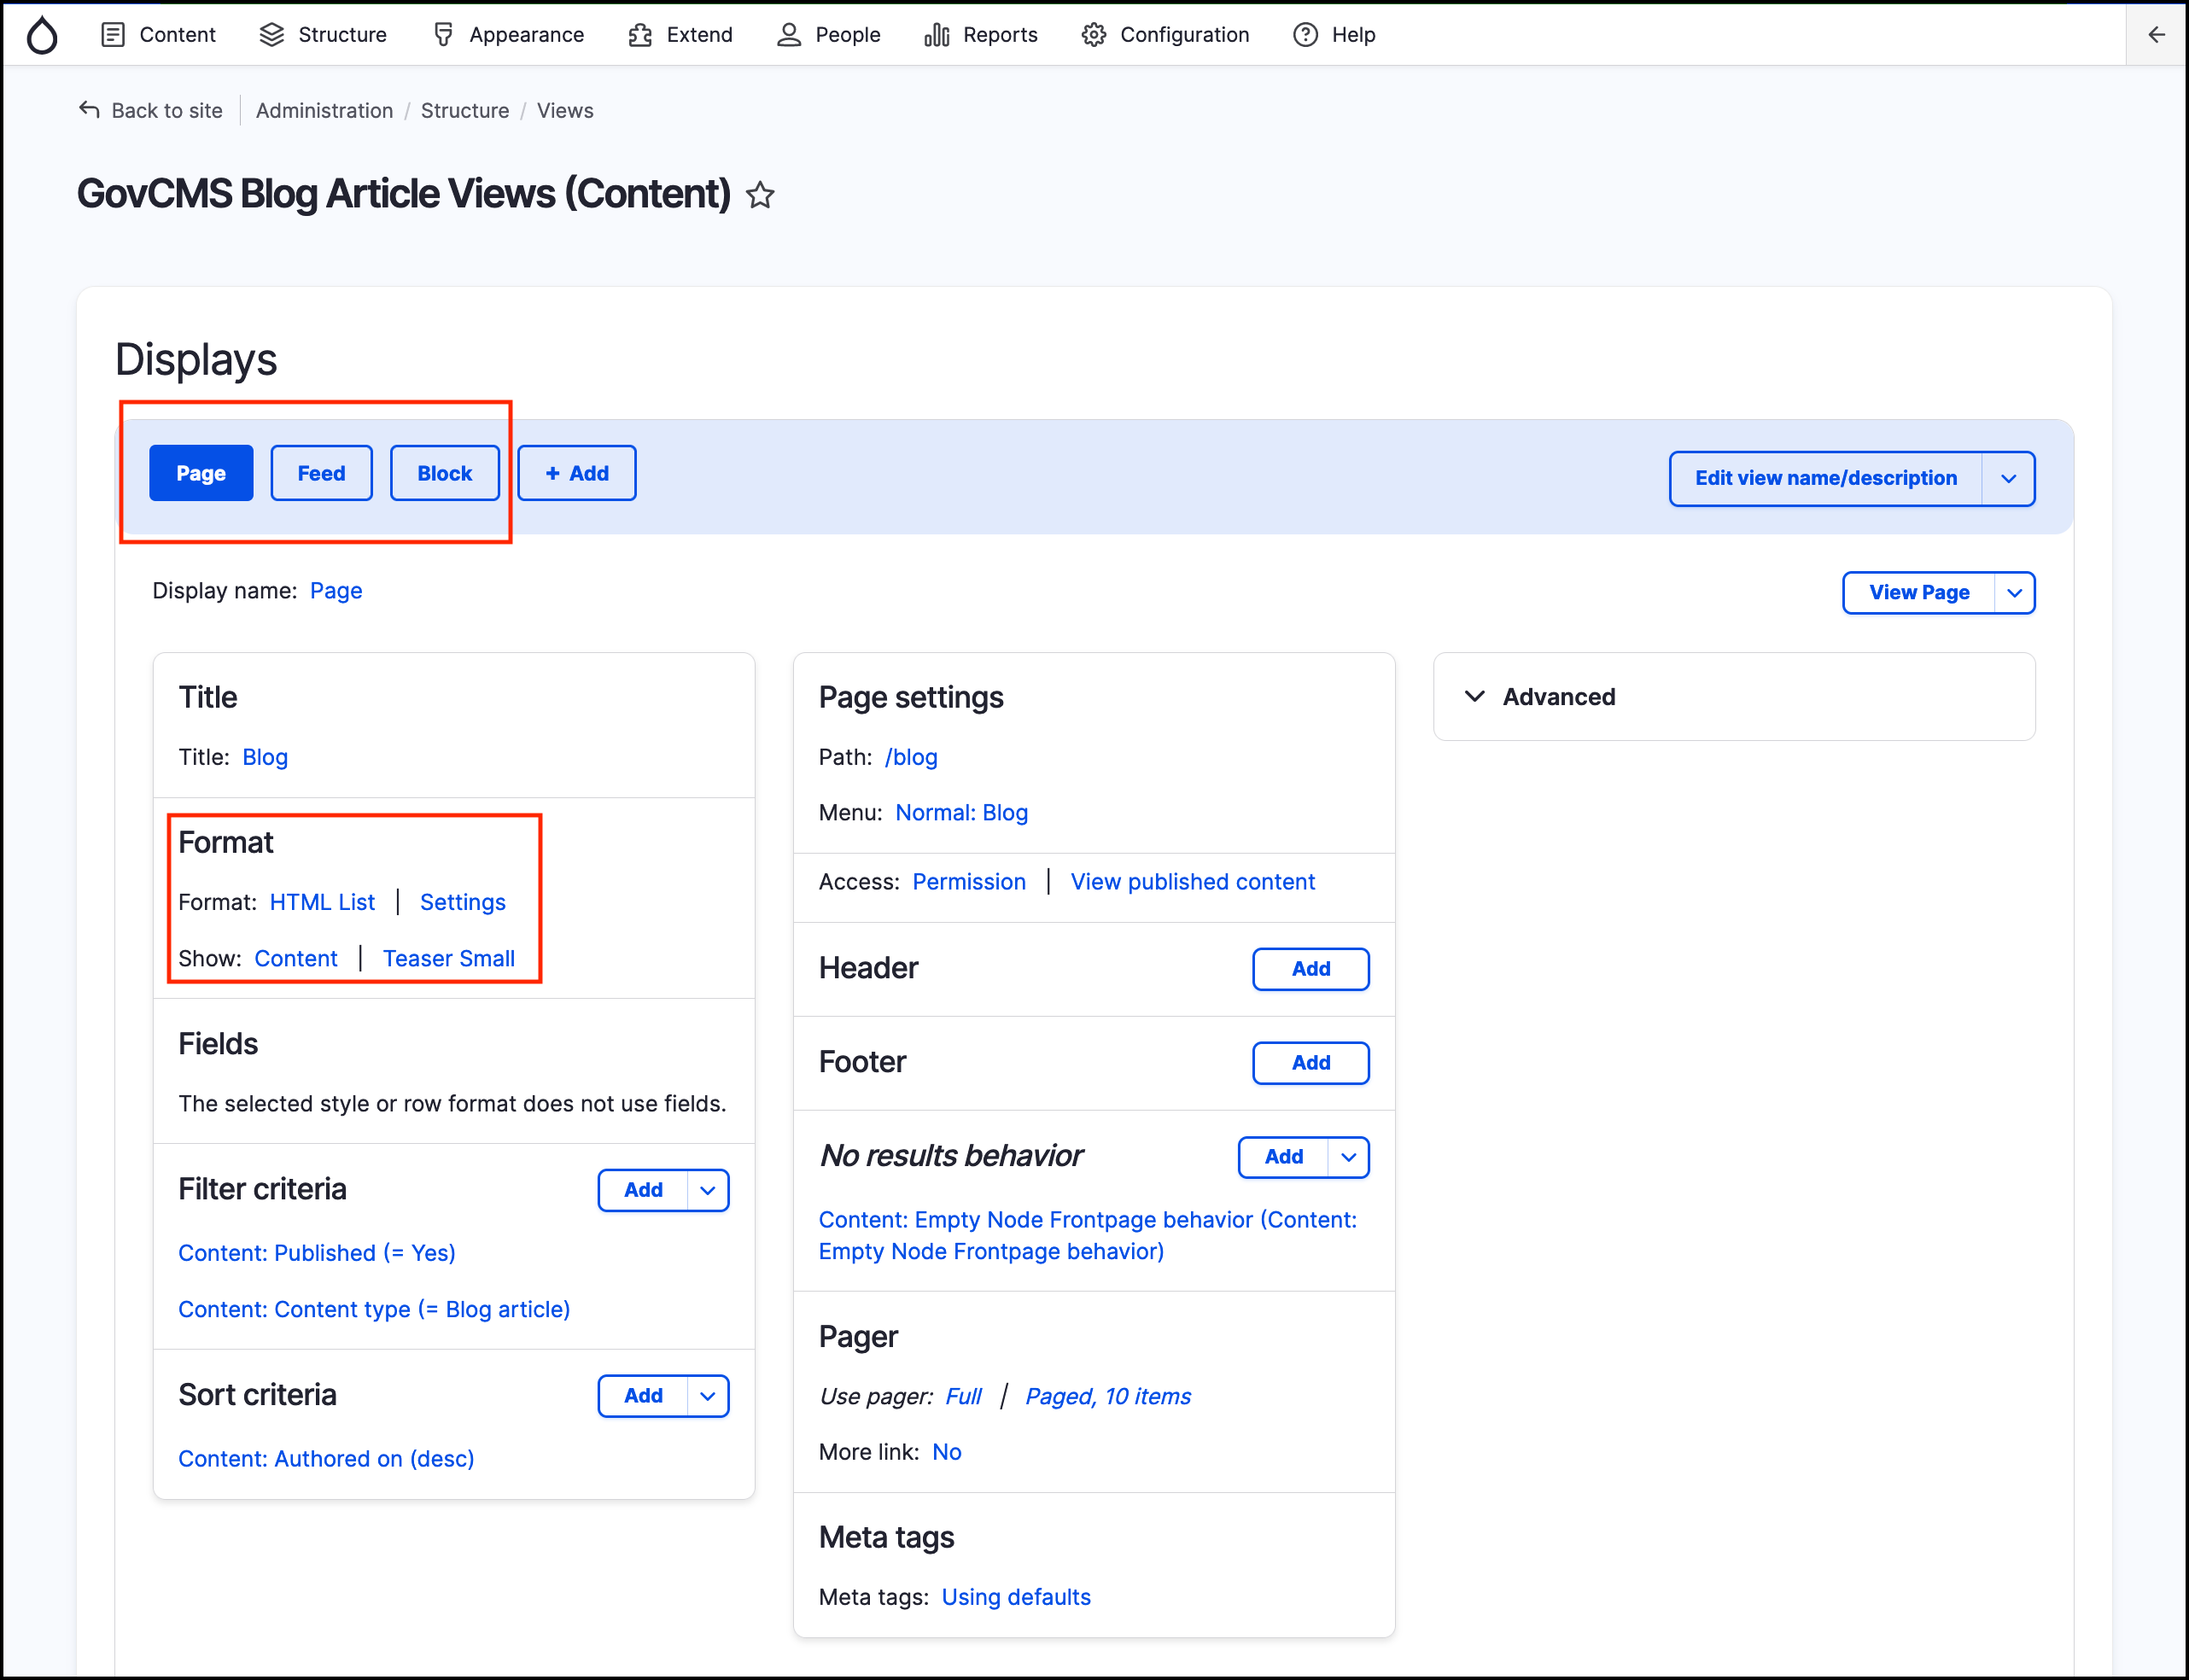 Content Structure Appearance Extend People Reports Configuration Help
Back to site Administration / Structure / Views
GovCMS Blog Article Views (Content)
Displays
Page Feed Block + Add Edit view name/description
Display name: Page View Page
Title
Title: Blog
Format
Format: HTML List | Settings
Show: Content | Teaser Small
Fields
The selected style or row format does not use fields.
Filter criteria Add
Content: Published (= Yes)
Content: Content type (= Blog article)
Sort criteria Add
Content: Authored on (desc)
Page settings
Path: /blog
Menu: Normal: Blog
Access: Permission | View published content
Header Add
Footer Add
No results behavior Add
Content: Empty Node Frontpage behavior (Content:
Empty Node Frontpage behavior)
Pager
Use pager: Full | Paged, 10 items
More link: No
Meta tags
Meta tags: Using defaults
Advanced